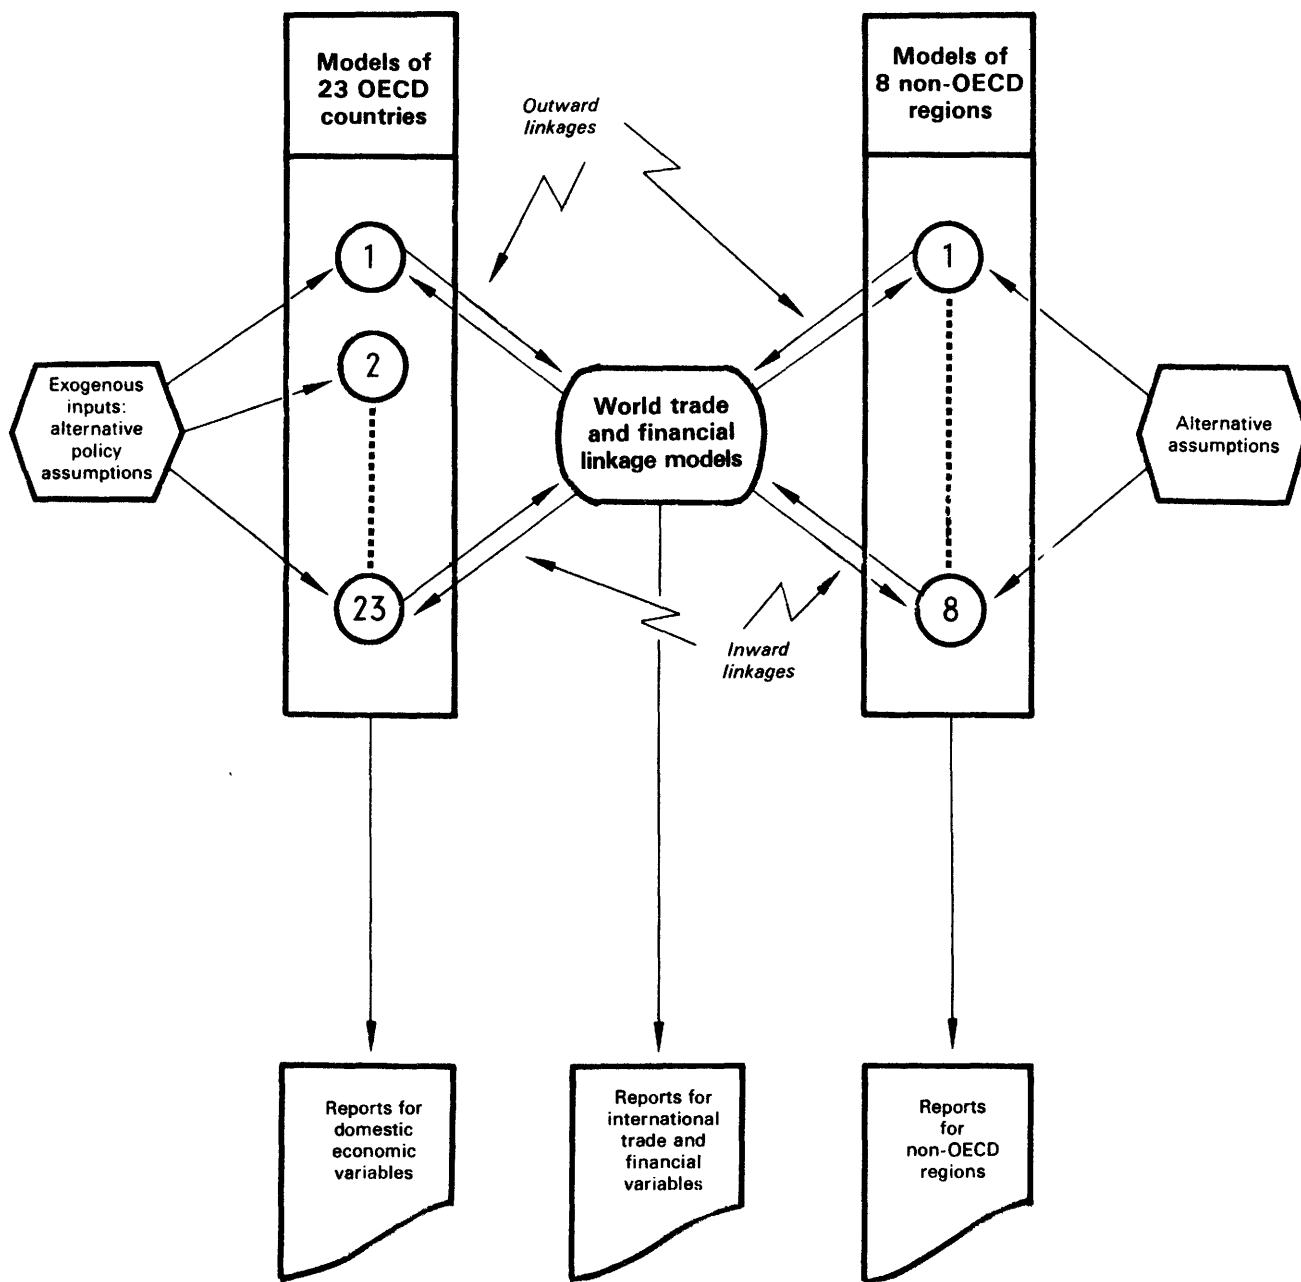 Models of
23 OECD
countries
Models of
8 non-OECD
regions
Outward
linkages
1
2
23
1
8
Exogenous
inputs:
alternative
policy
assumptions
World trade
and financial
linkage models
Alternative
assumptions
Inward
linkages
Reports for
domestic
economic
variables
Reports for
international
trade and
financial
variables
Reports
for
non-OECD
regions